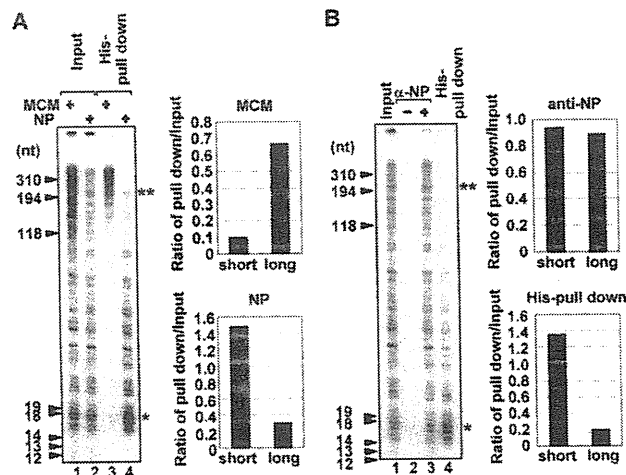 A
Input
His-
pull down
MCM + +
NP + +
(nt)
310
194
118
19
18
14
13
12
**
*
1 2 3 4
MCM
Ratio of pull down/Input
0.8
0.7
0.6
0.5
0.4
0.3
0.2
0.1
0
short long
NP
Ratio of pull down/Input
1.6
1.4
1.2
1.0
0.8
0.6
0.4
0.2
0
short long
B
Input
α-NP
His-
pull down
- +
(nt)
310
194
118
19
18
14
13
12
**
*
1 2 3 4
anti-NP
Ratio of pull down/Input
1.0
0.8
0.6
0.4
0.2
0
short long
His-pull down
Ratio of pull down/Input
1.6
1.4
1.2
1.0
0.8
0.6
0.4
0.2
0
short long